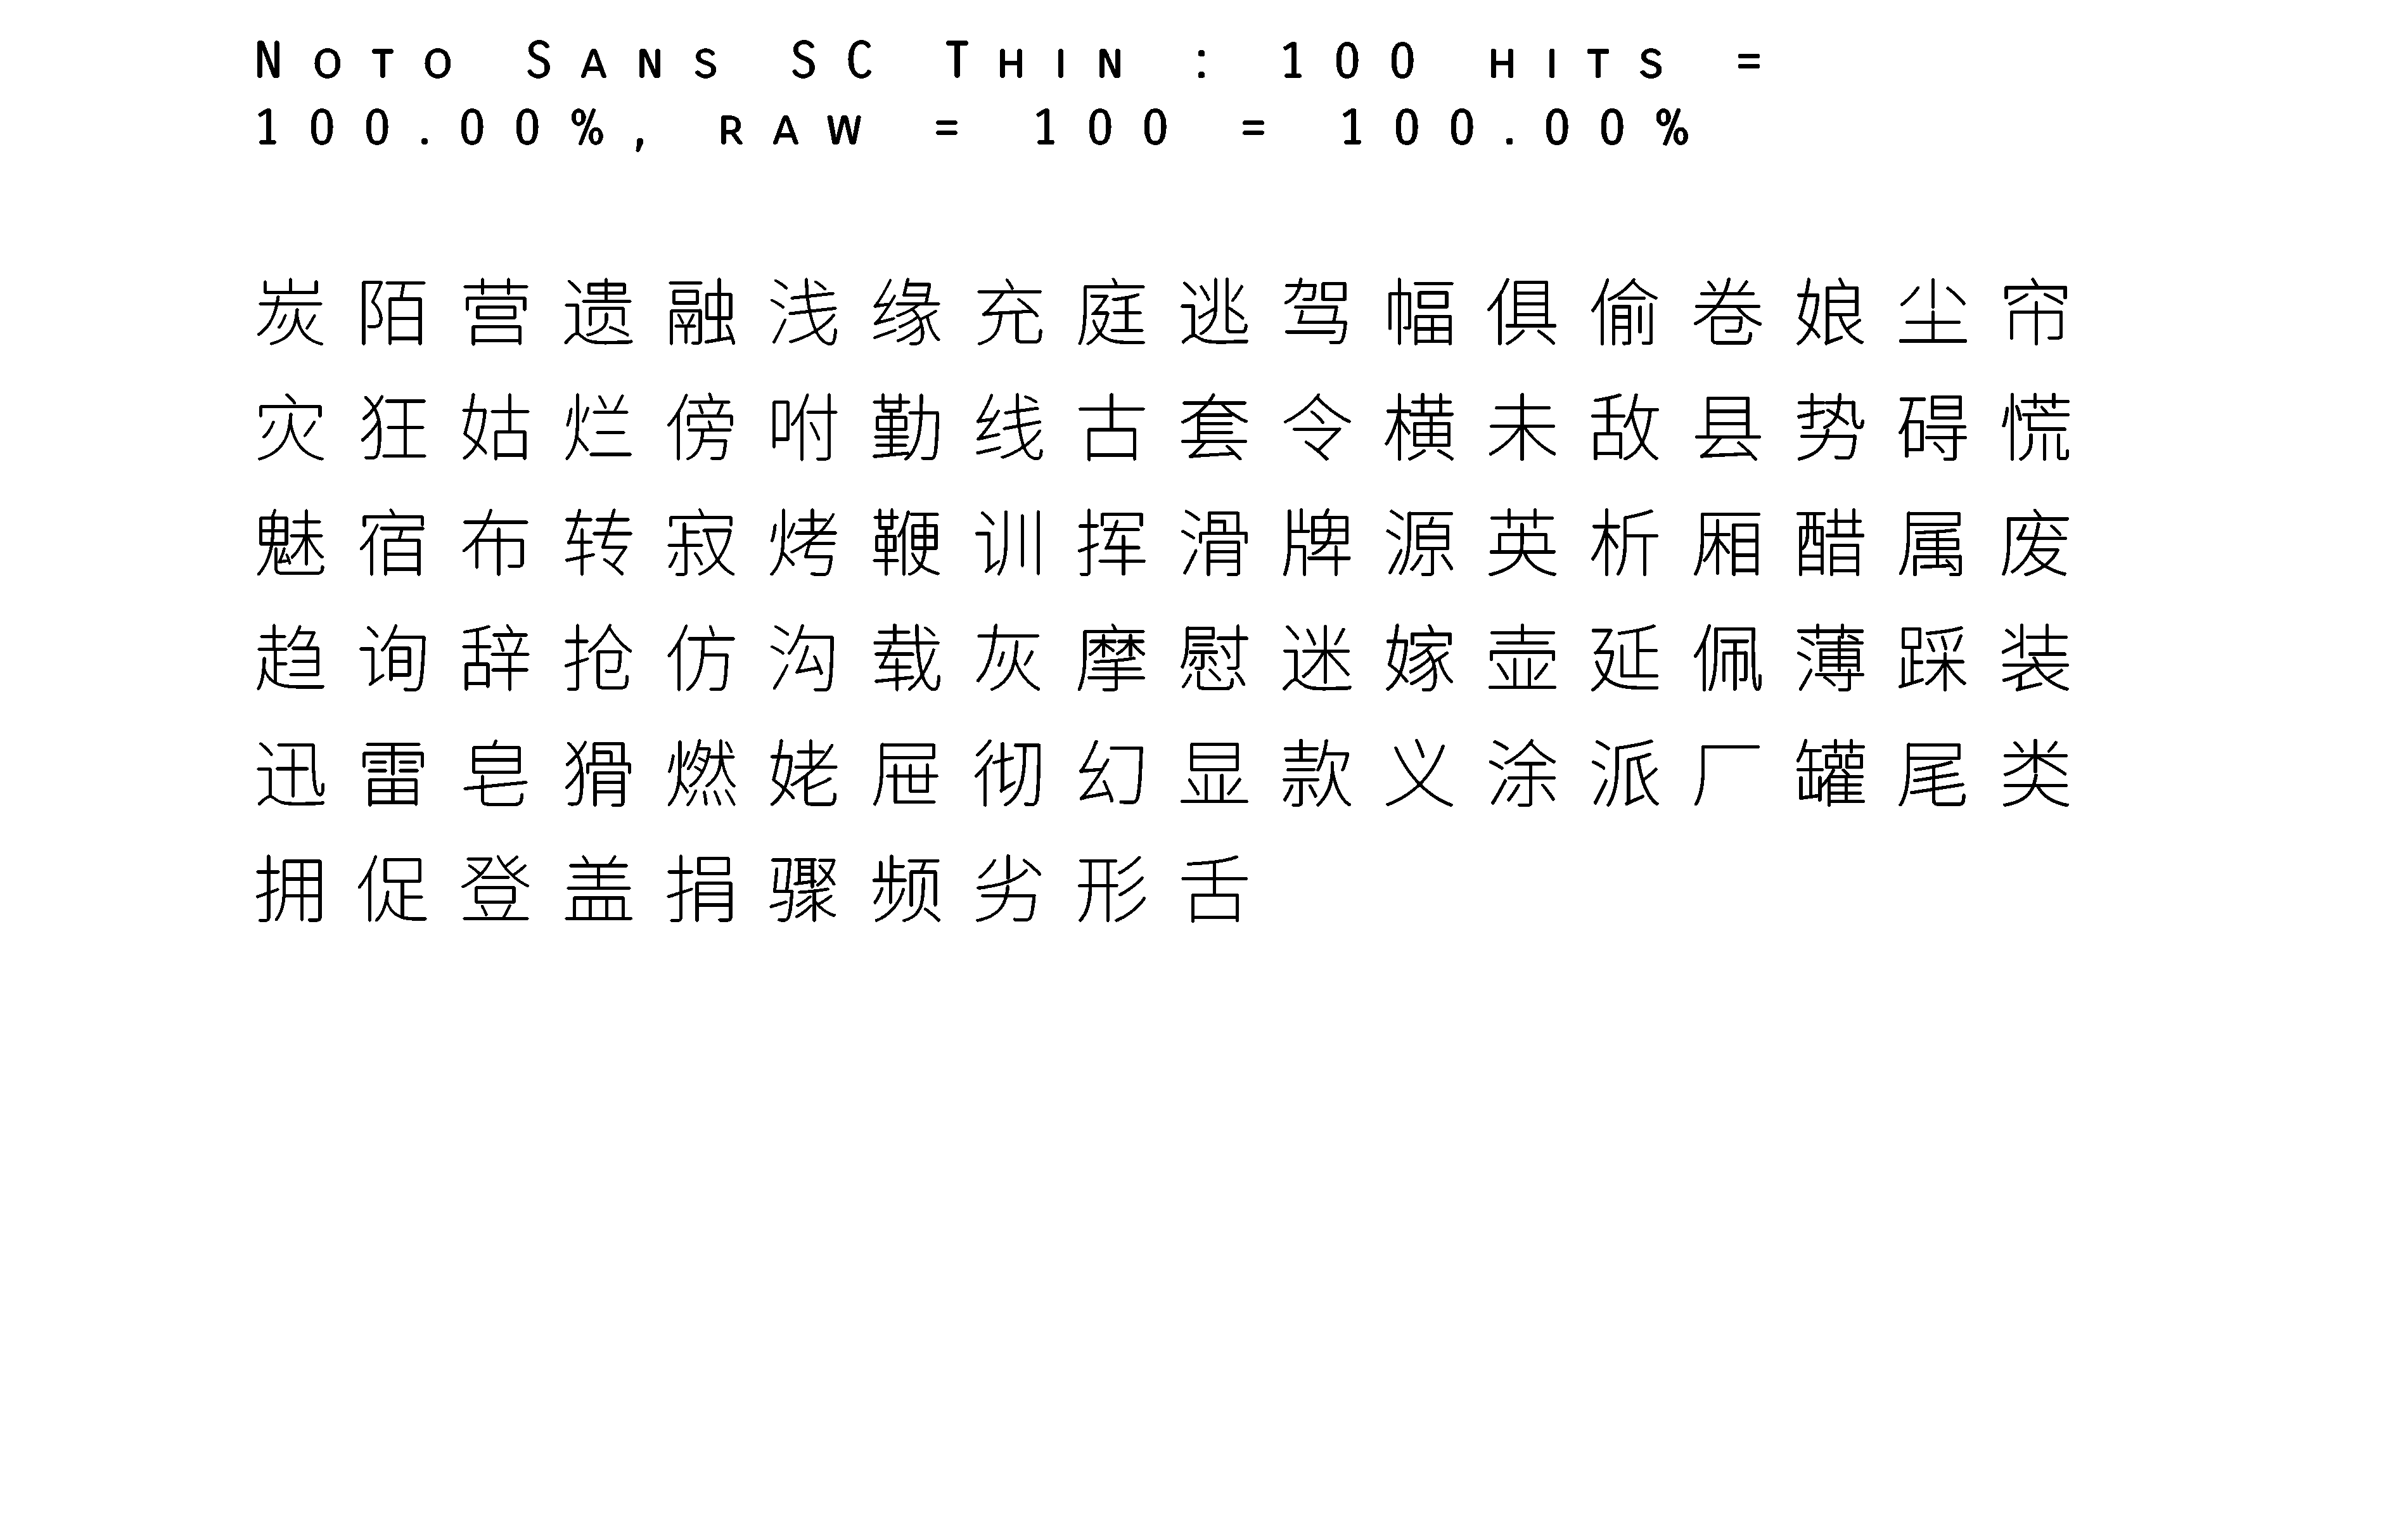 Noto Sans SC Thin : 100 hits =
100.00%, raw = 100 = 100.00%
炭陌营遗融浅缘充庭逃驾幅俱偷卷娘尘帘
灾狂姑烂傍咐勤线古套令横未敌县势碍慌
魅宿布转寂烤鞭训挥滑牌源英析厢醋属废
趋询辞抢仿沟载灰摩慰迷嫁壶延佩薄踩装
迅雷皂猾燃姥屉彻幻显款义涂派厂罐尾类
拥促登盖捐骤频劣形舌